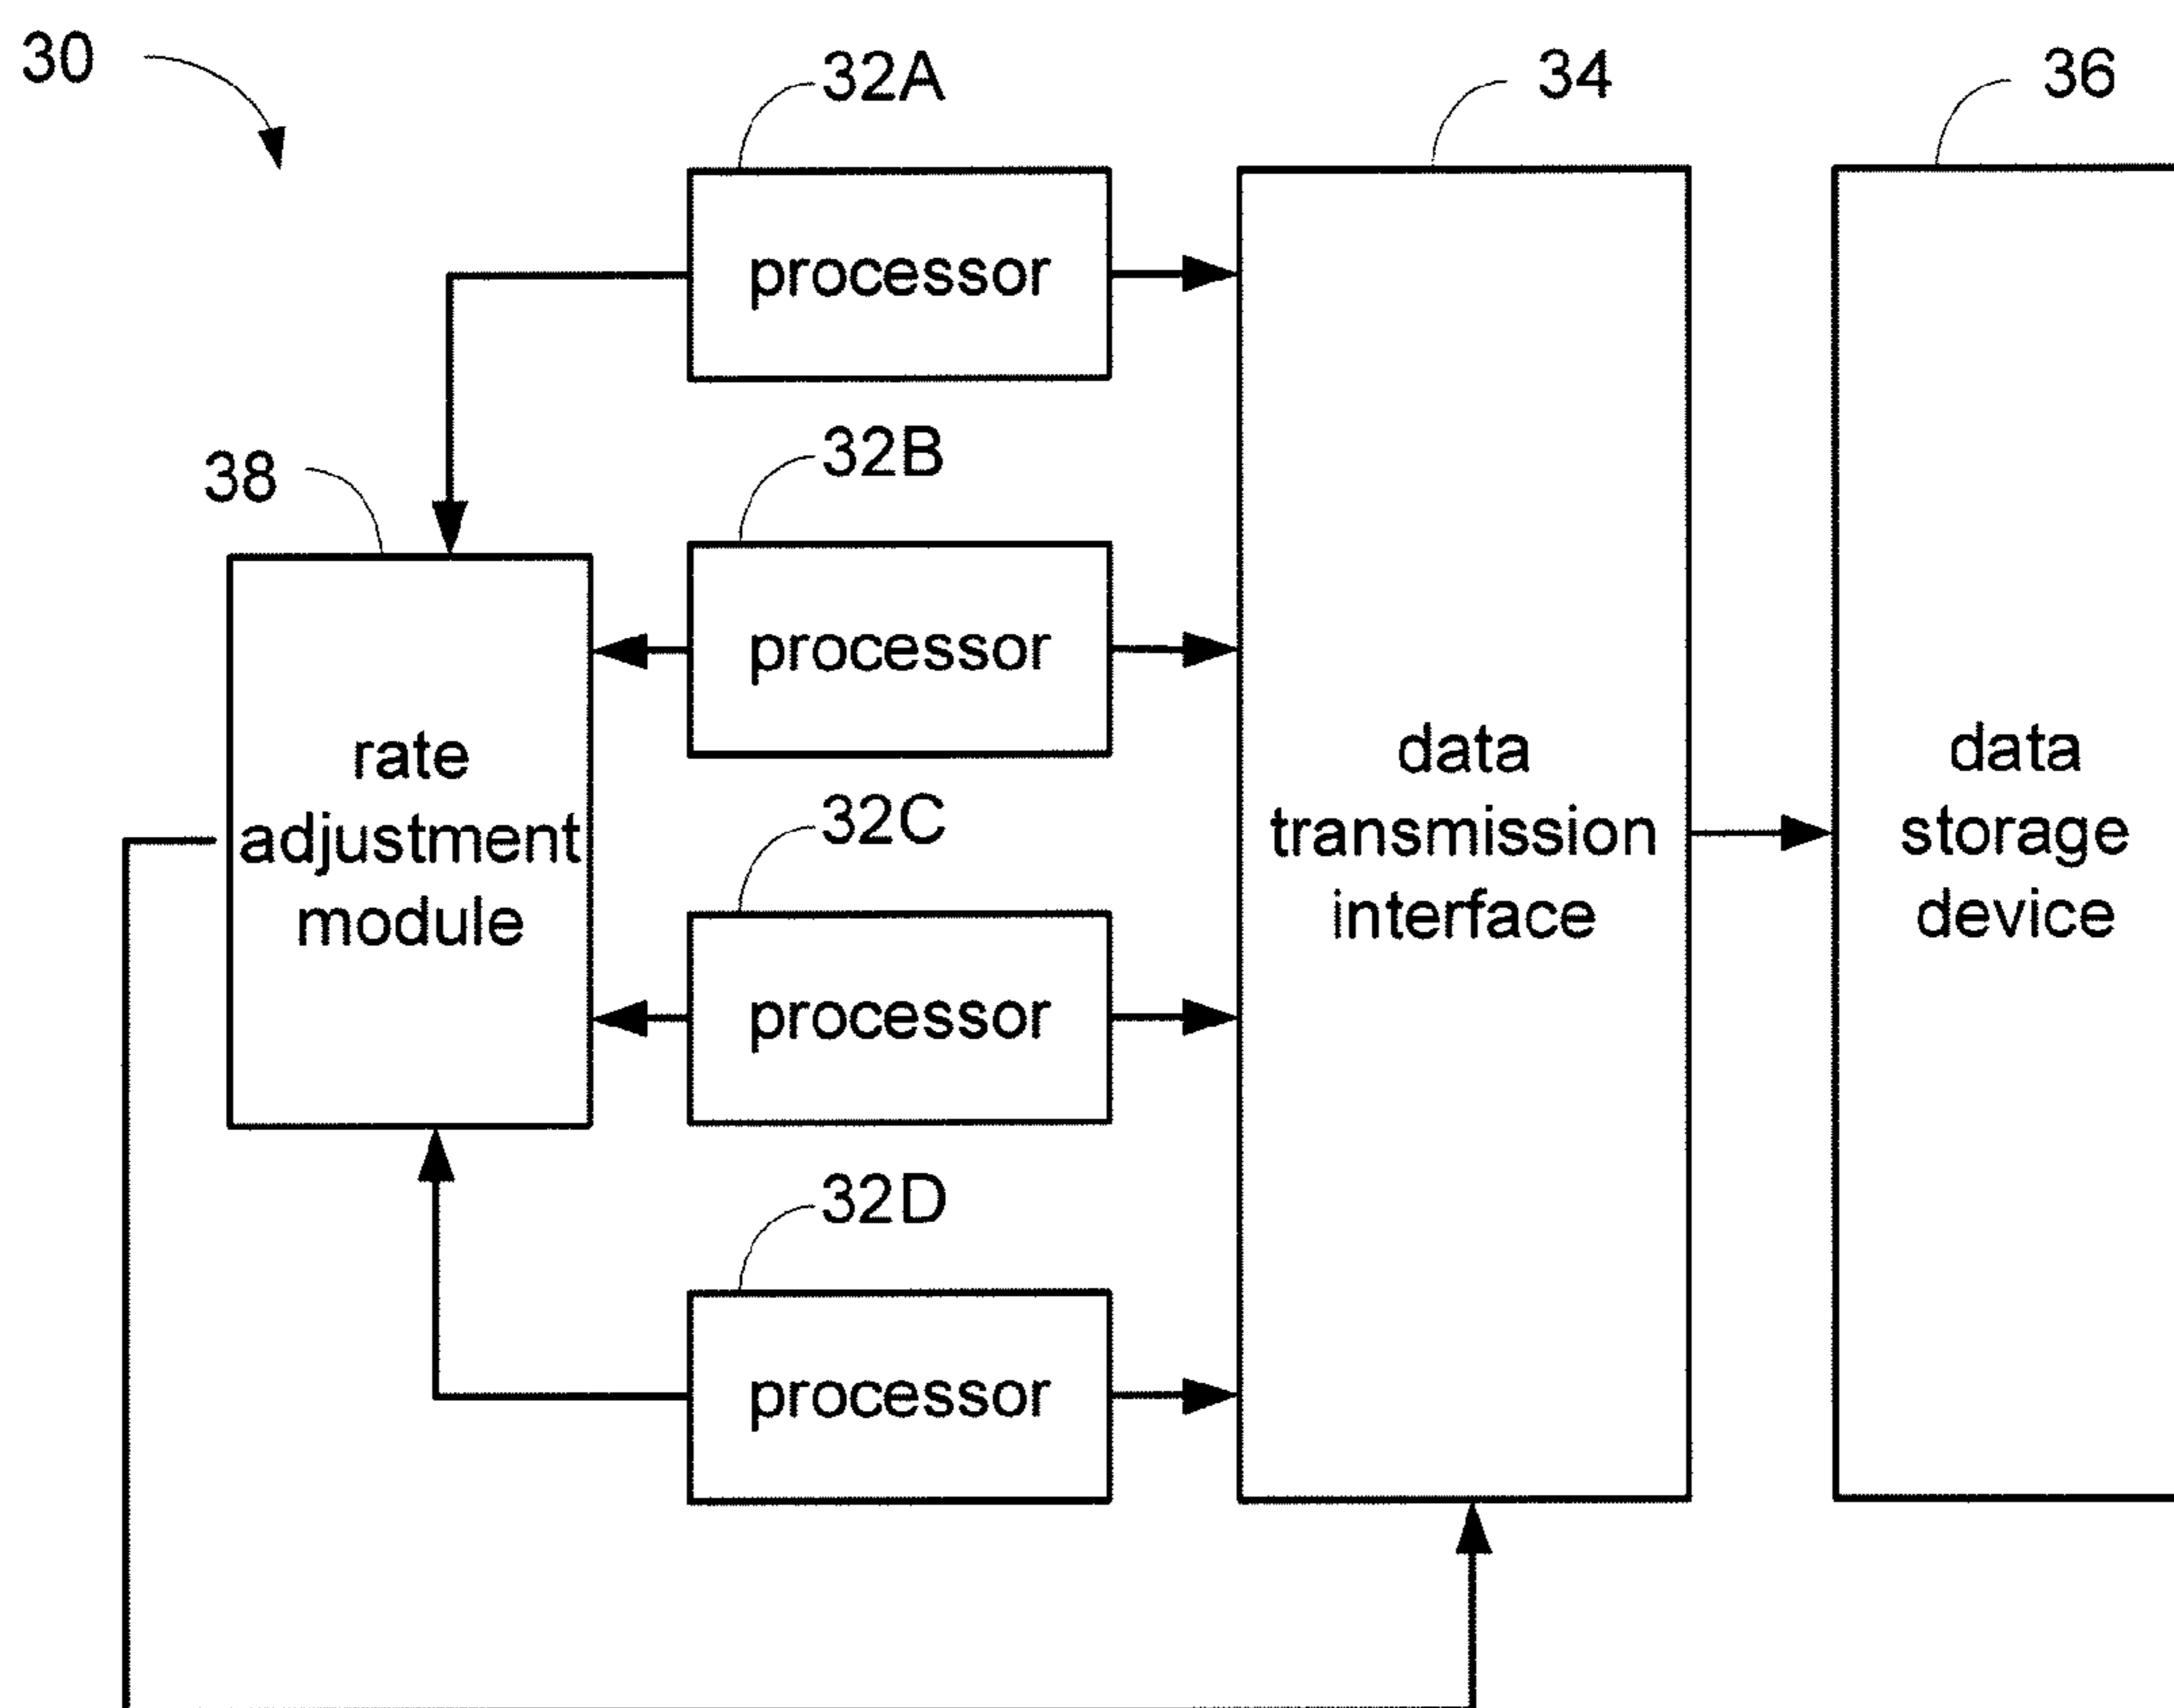 30
32A
34
36
processor
32B
38
processor
rate
adjustment
module
data
transmission
interface
data
storage
device
32C
processor
32D
processor